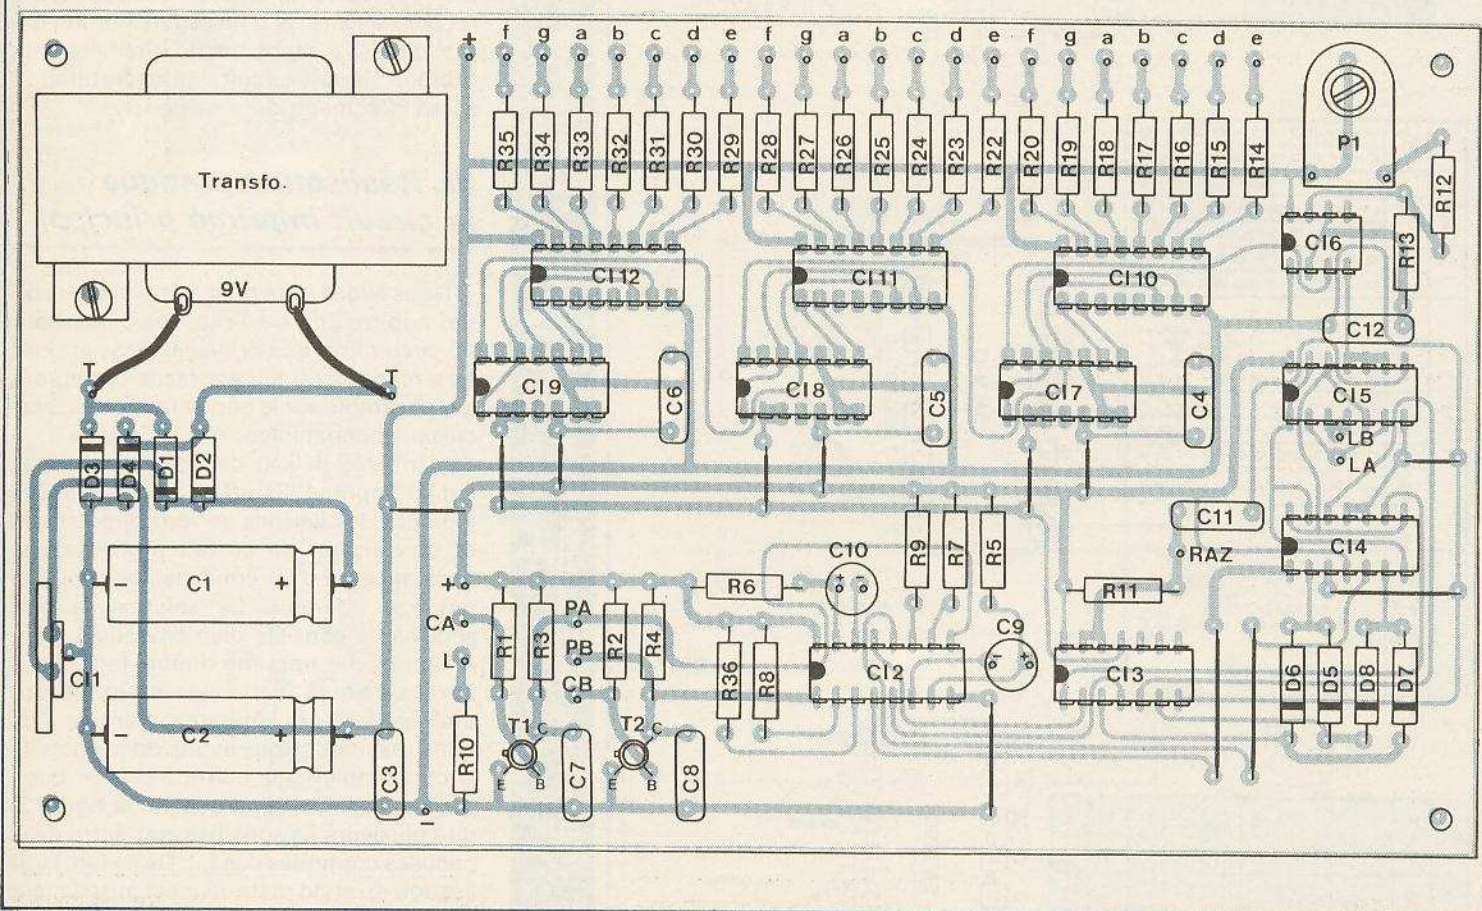 + f g a b c d e f g a b c d e f g a b c d e
R35 R34 R33 R32 R31 R30 R29 R28 R27 R26 R25 R24 R23 R22 R20 R19 R18 R17 R16 R15 R14
P1
R12
Transfo.
CI6
R13
CI12
CI11
CI10
9V
C12
T
T
CI9
C6
CI8
C5
CI7
C4
CI5
LB
LA
D3 D4 D1 D2
C11
RAZ
CI4
R9 R7 R5
C10
+ -
- C1 +
+
R6
R11
CA
R1
R3
PA
R2
R4
PB
L
CB
C9
- +
CI1
R36
R8
CI2
CI3
D6 D5 D8 D7
- C2 +
T1
C
T2
C
C3
R10
E
B
C7
E
B
C8
-